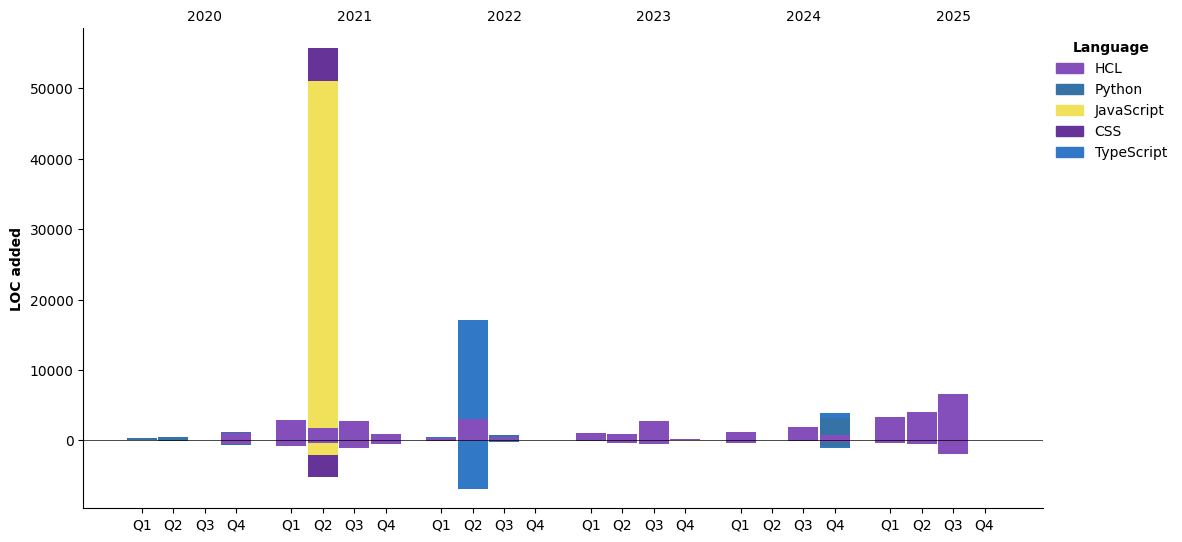 2020 2021 2022 2023 2024 2025
Language
HCL
Python
JavaScript
CSS
TypeScript
LOC added
50000
40000
30000
20000
10000
0
Q1 Q2 Q3 Q4 Q1 Q2 Q3 Q4 Q1 Q2 Q3 Q4 Q1 Q2 Q3 Q4 Q1 Q2 Q3 Q4 Q1 Q2 Q3 Q4